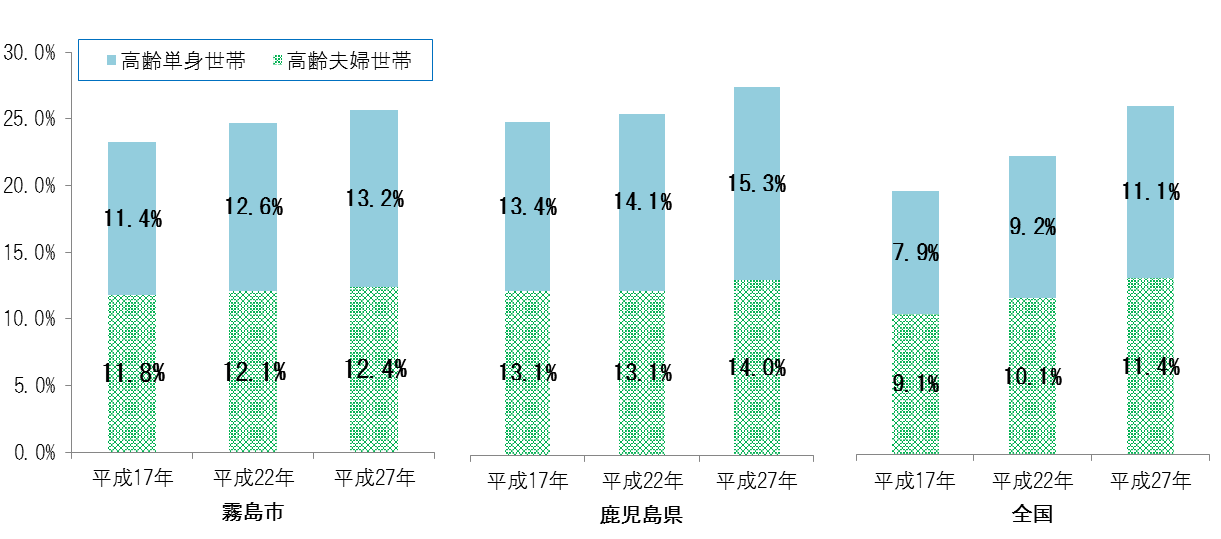 30.0%
高齢単身世帯 高齢夫婦世帯
25.0%
20.0%
15.0%
10.0%
5.0%
0.0%
11.4% 12.6% 13.2%
11.8% 12.1% 12.4%
平成17年 平成22年 平成27年
霧島市
13.4% 14.1% 15.3%
13.1% 13.1% 14.0%
平成17年 平成22年 平成27年
鹿児島県
7.9% 9.2% 11.1%
9.1% 10.1% 11.4%
平成17年 平成22年 平成27年
全国